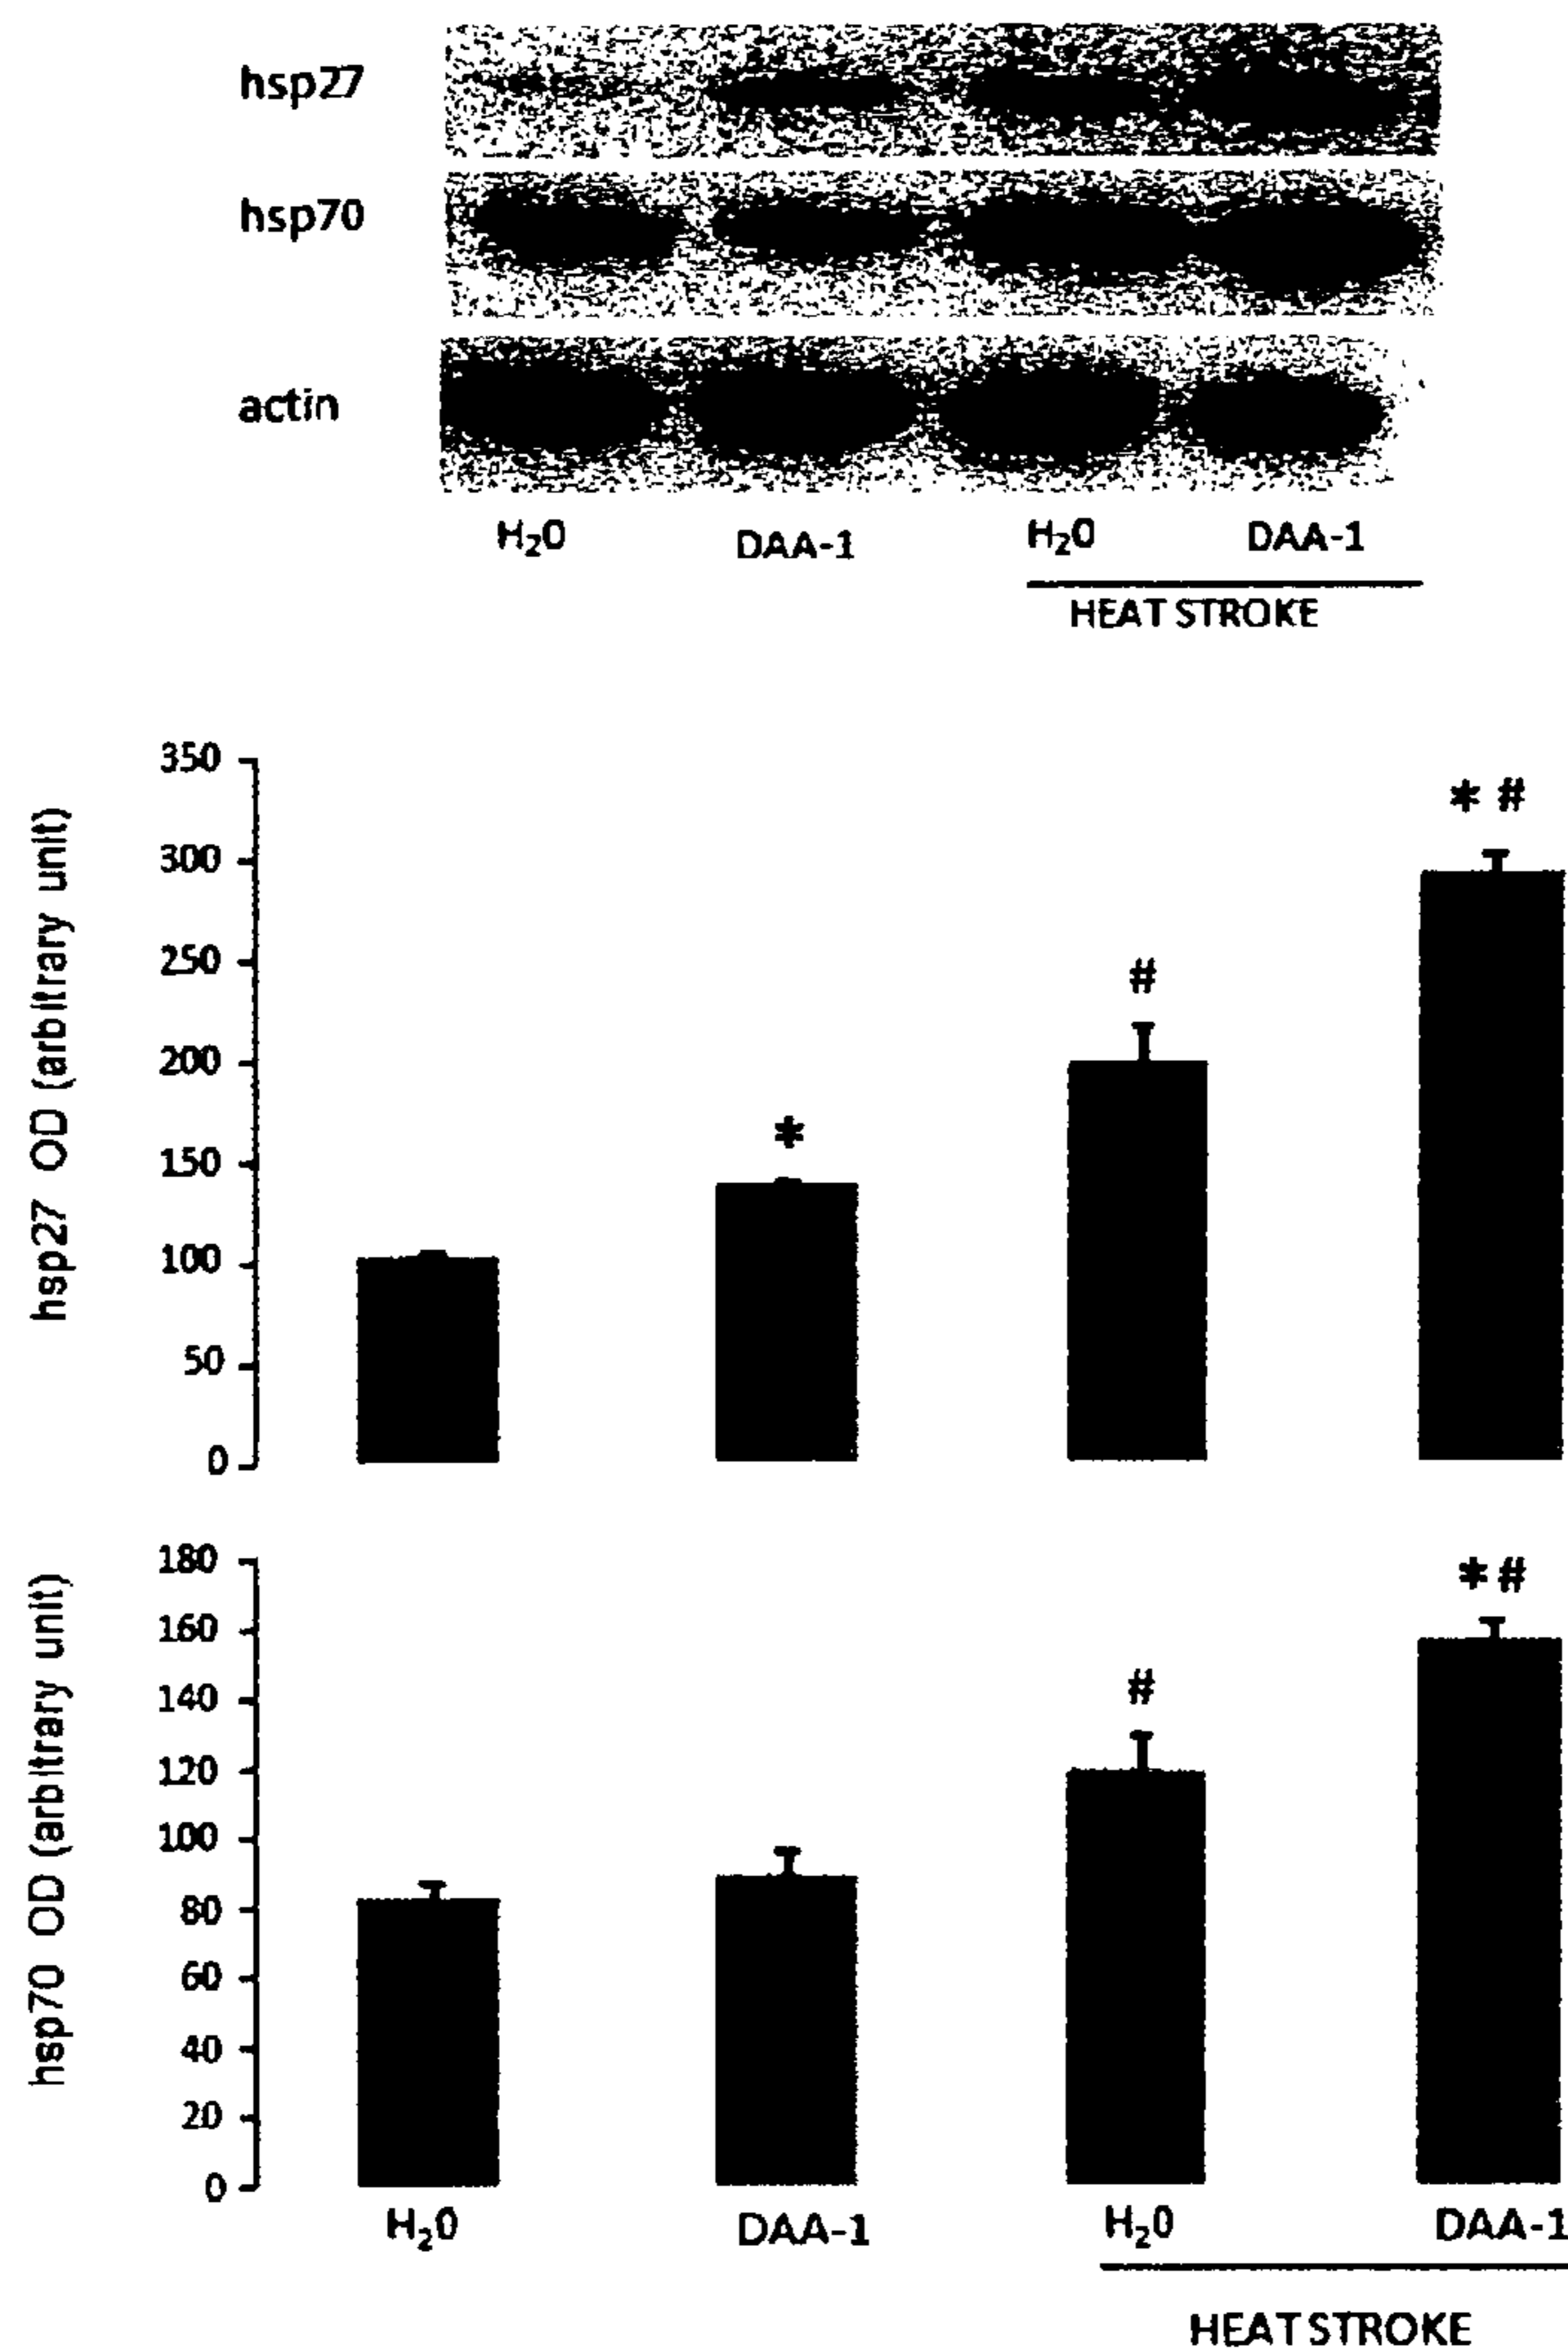 hsp27
hsp70
actin
H₂0 DAA-1 H₂0 DAA-1
HEAT STROKE
hsp27 OD (arbitrary unit)
350
300
250
200
150
100
50
0
*
#
* #
hsp70 OD (arbitrary unit)
180
160
140
120
100
80
60
40
20
0
#
* #
H₂0 DAA-1 H₂0 DAA-1
HEAT STROKE